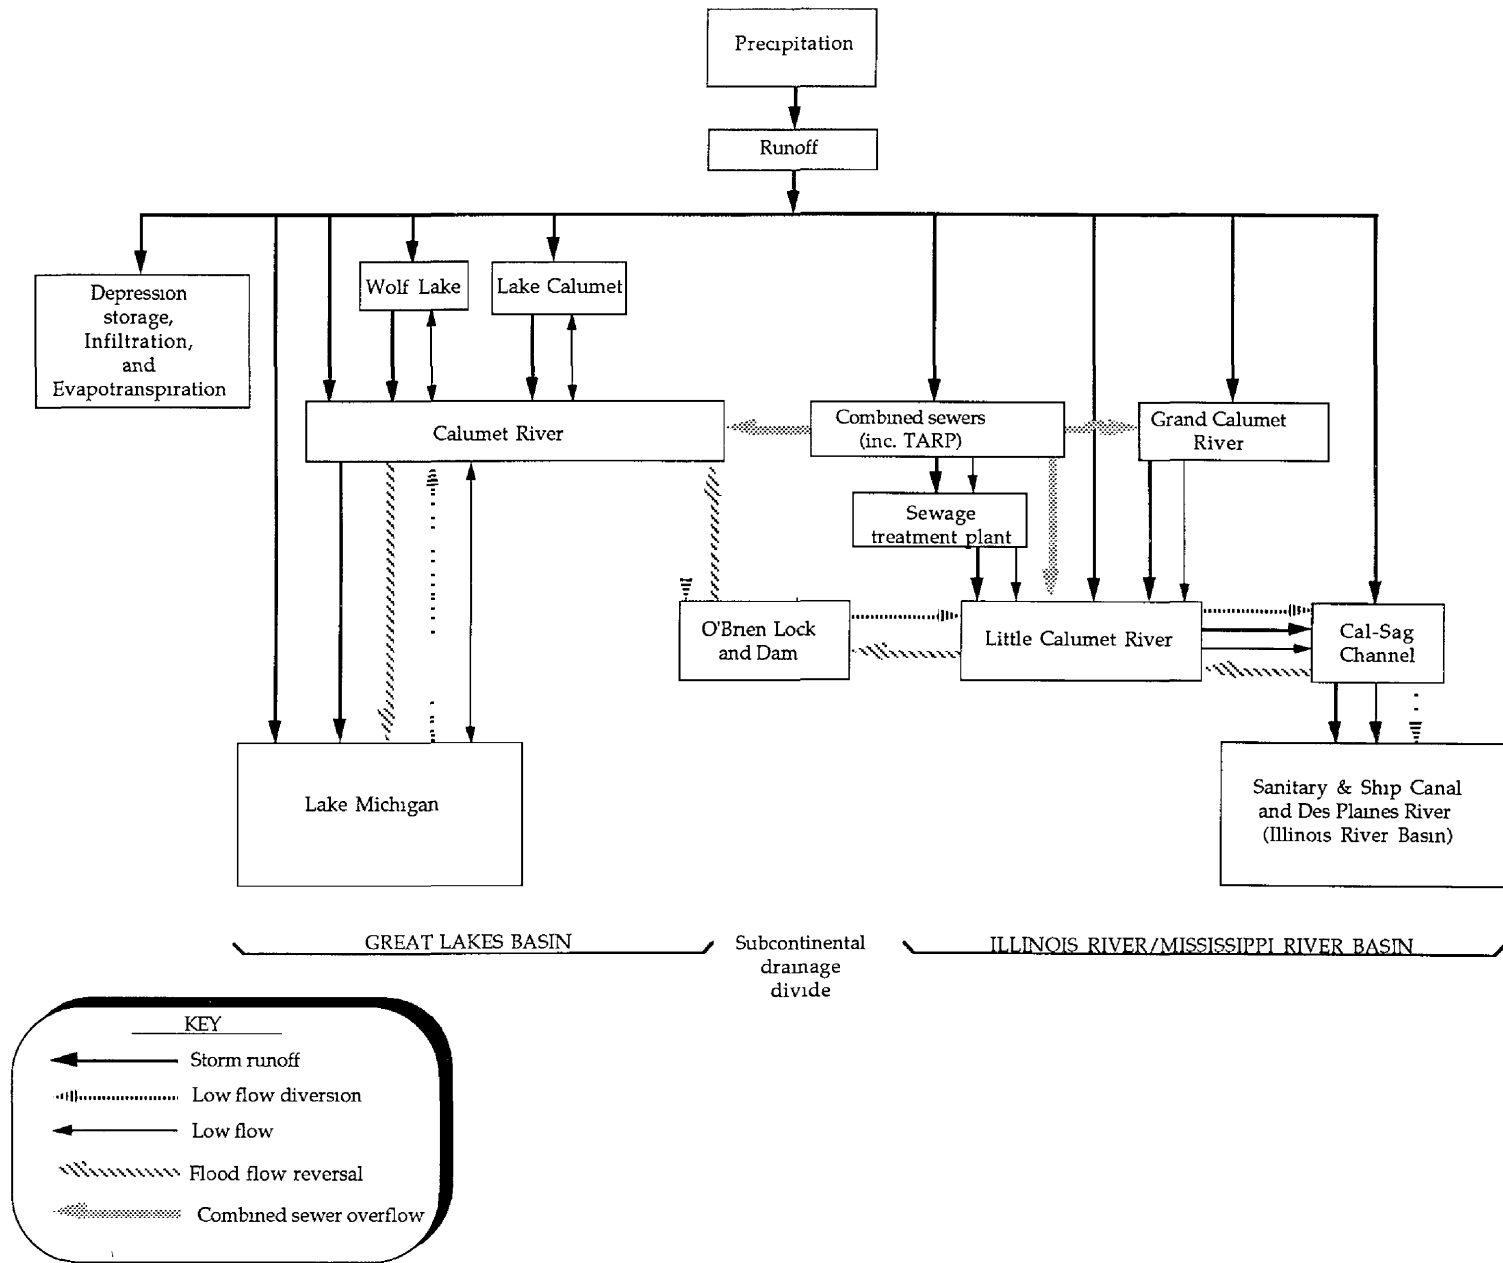 Precipitation
Runoff
Wolf Lake
Lake Calumet
Depression
storage,
Infiltration,
and
Evapotranspiration
Calumet River
Combined sewers
(inc. TARP)
Grand Calumet
River
Sewage
treatment plant
O'Brien Lock
and Dam
Little Calumet River
Cal-Sag
Channel
Lake Michigan
Sanitary & Ship Canal
and Des Plaines River
(Illinois River Basin)
GREAT LAKES BASIN
Subcontinental
drainage
divide
ILLINOIS RIVER/MISSISSIPPI RIVER BASIN
KEY
Storm runoff
Low flow diversion
Low flow
Flood flow reversal
Combined sewer overflow